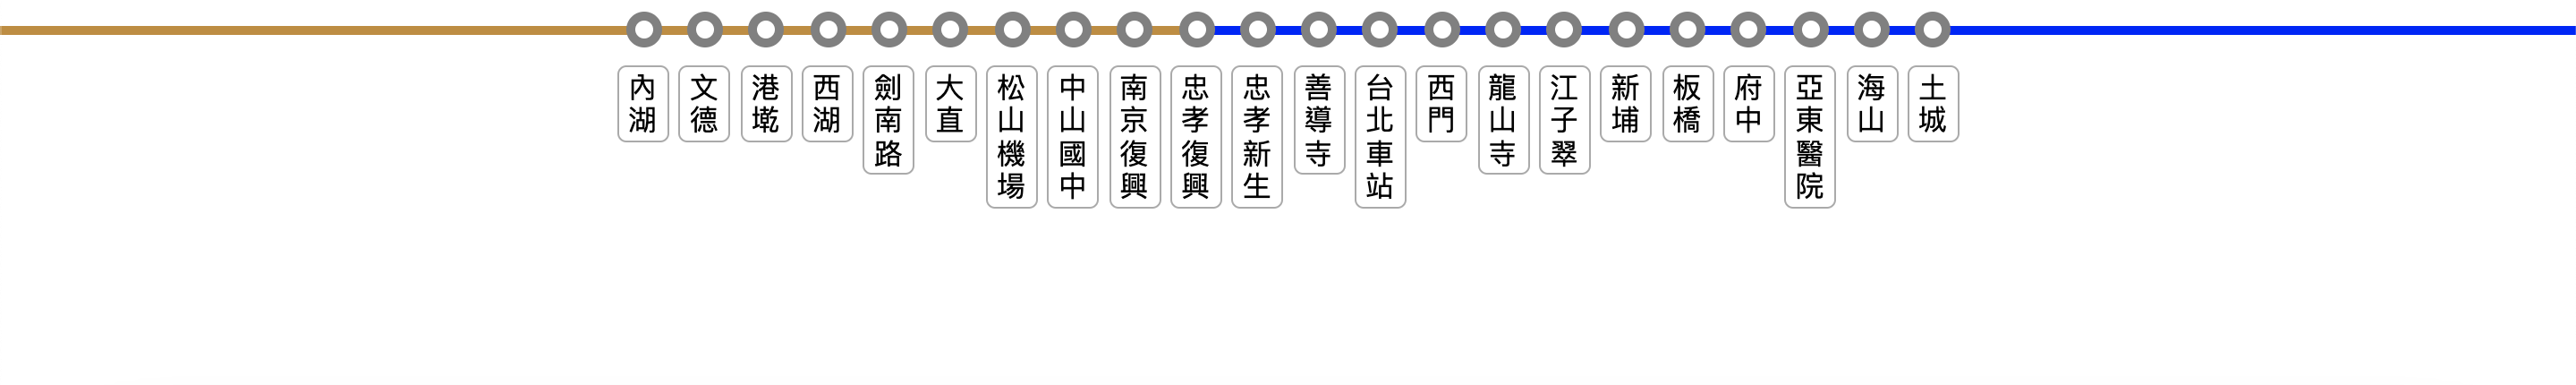 內湖
文德
港墘
西湖
劍南路
大直
松山機場
中山國中
南京復興
忠孝復興
忠孝新生
善導寺
台北車站
西門
龍山寺
江子翠
新埔
板橋
府中
亞東醫院
海山
土城